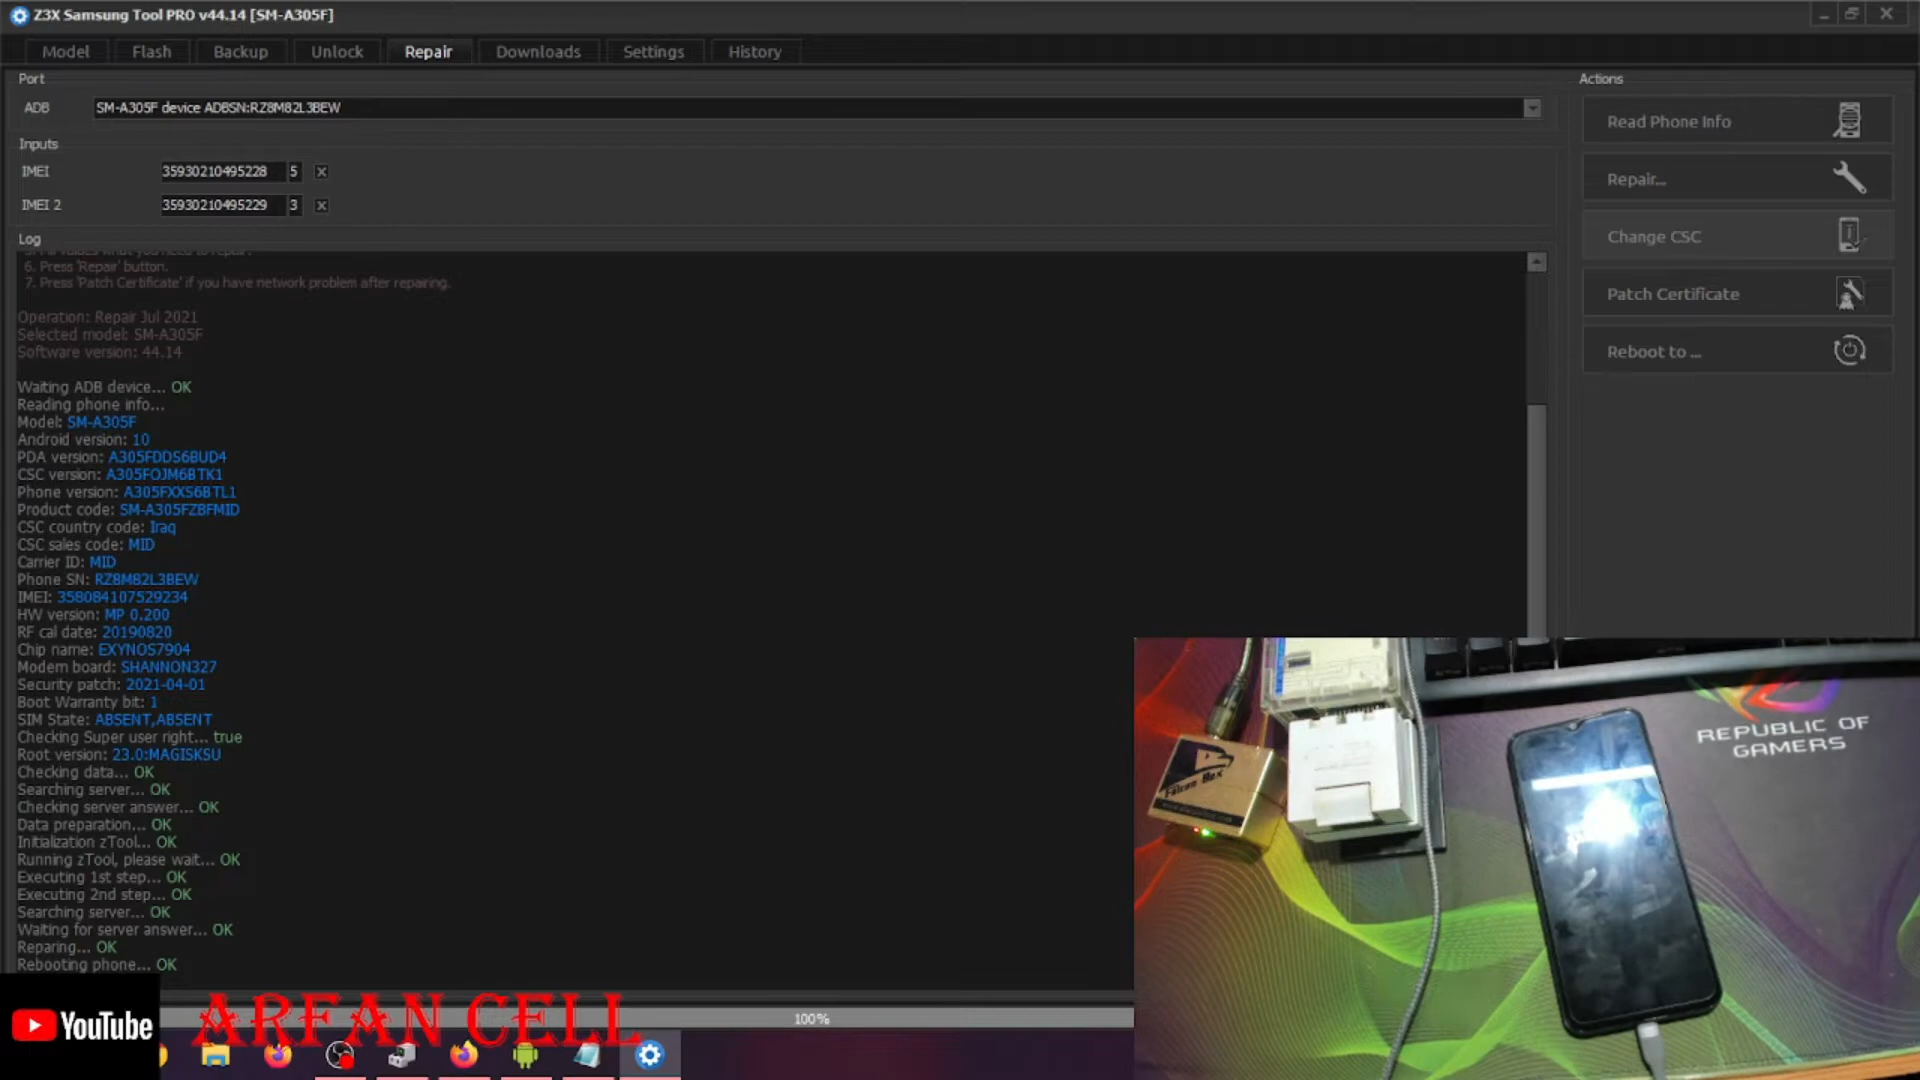 Z3X Samsung Tool PRO v44.14 [SM-A305F]
Model Flash Backup Unlock Repair Downloads Settings History
Port
ADB SM-A305F device ADBSN:RZ8M82L3BEW
Inputs
IMEI 35930210495228 5 x
IMEI 2 35930210495229 3 x
Log
6. Press 'Repair' button.
7. Press 'Patch Certificate' if you have network problem after repairing.
Operation: Repair Jul 2021
Selected model: SM-A305F
Software version: 44.14
Waiting ADB device... OK
Reading phone info...
Model: SM-A305F
Android version: 10
PDA version: A305FDDS6BUD4
CSC version: A305FOJM6BTK1
Phone version: A305FXXS6BTL1
Product code: SM-A305FZBFMID
CSC country code: Iraq
CSC sales code: MID
Carrier ID: MID
Phone SN: RZ8M82L3BEW
IMEI: 358084107529234
HW version: MP 0.200
RF cal date: 20190820
Chip name: EXYNOS7904
Modem board: SHANNON327
Security patch: 2021-04-01
Boot Warranty bit: 1
SIM State: ABSENT,ABSENT
Checking Super user right... true
Root version: 23.0:MAGISKSU
Checking data... OK
Searching server... OK
Checking server answer... OK
Data preparation... OK
Initialization zTool... OK
Running zTool, please wait... OK
Executing 1st step... OK
Executing 2nd step... OK
Searching server... OK
Waiting for server answer... OK
Reparing... OK
Rebooting phone... OK
100%
Actions
Read Phone Info
Repair...
Change CSC
Patch Certificate
Reboot to ...
Falcon Box
REPUBLIC OF
GAMERS
YouTube
ARFAN CELL